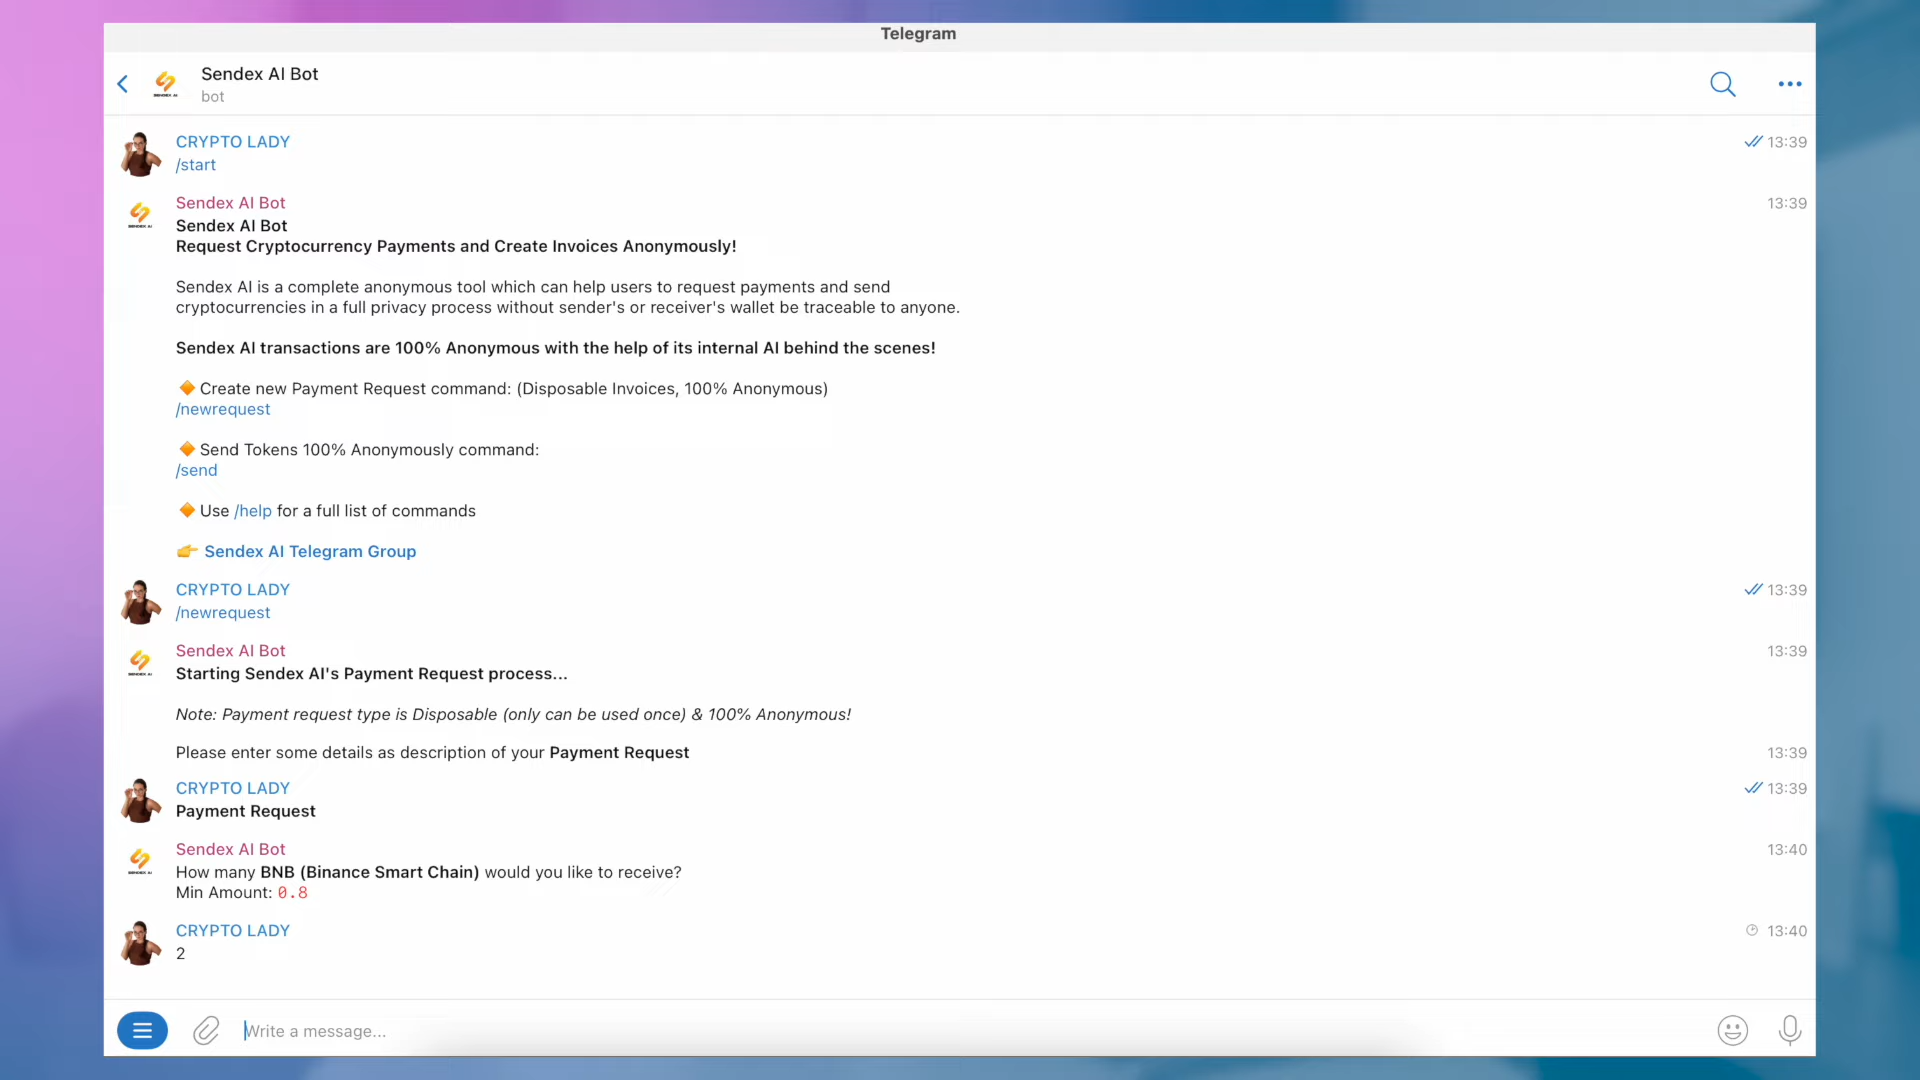 Telegram
Sendex AI Bot
bot
CRYPTO LADY
13:39
/start
Sendex AI Bot
13:39
Sendex AI Bot
Request Cryptocurrency Payments and Create Invoices Anonymously!
Sendex AI is a complete anonymous tool which can help users to request payments and send
cryptocurrencies in a full privacy process without sender's or receiver's wallet be traceable to anyone.
Sendex AI transactions are 100% Anonymous with the help of its internal AI behind the scenes!
🔶 Create new Payment Request command: (Disposable Invoices, 100% Anonymous)
/newrequest
🔶 Send Tokens 100% Anonymously command:
/send
🔶 Use /help for a full list of commands
👉 Sendex AI Telegram Group
CRYPTO LADY
13:39
/newrequest
Sendex AI Bot
13:39
Starting Sendex AI's Payment Request process...
Note: Payment request type is Disposable (only can be used once) & 100% Anonymous!
Please enter some details as description of your Payment Request
13:39
CRYPTO LADY
13:39
Payment Request
Sendex AI Bot
13:40
How many BNB (Binance Smart Chain) would you like to receive?
Min Amount: 0.8
CRYPTO LADY
13:40
2
Write a message...